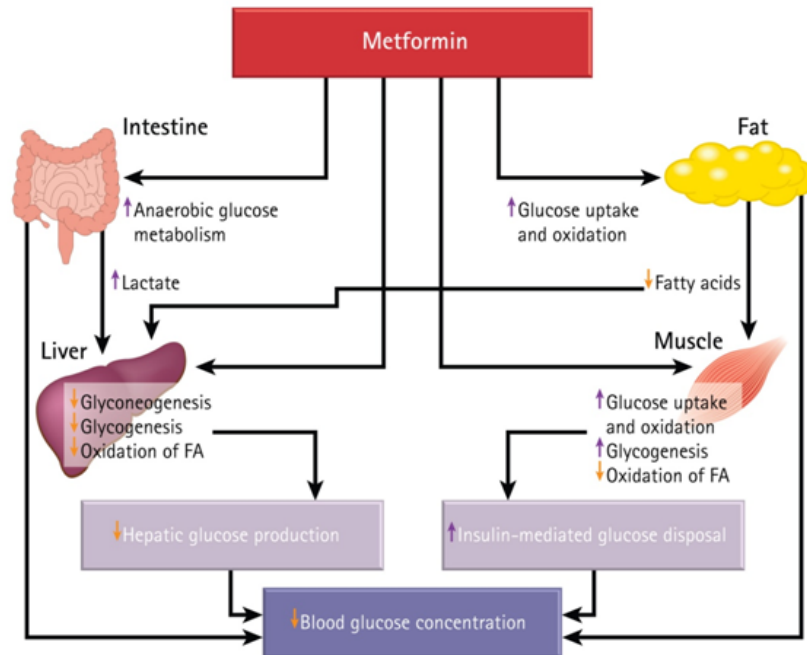 Metformin
Intestine
Fat
↑Anaerobic glucose
metabolism
↑Glucose uptake
and oxidation
↑Lactate
↓Fatty acids
Liver
Muscle
↓Glyconeogenesis
↓Glycogenesis
↓Oxidation of FA
↑Glucose uptake
and oxidation
↑Glycogenesis
↓Oxidation of FA
↓Hepatic glucose production
↑Insulin-mediated glucose disposal
↓Blood glucose concentration